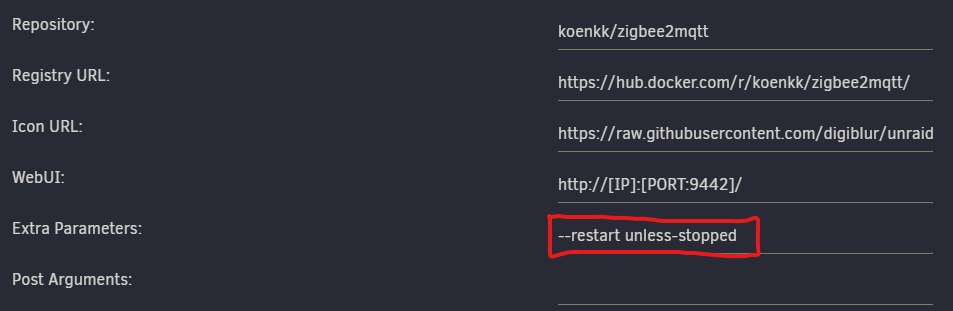 Repository:
koenkk/zigbee2mqtt
Registry URL:
https://hub.docker.com/r/koenkk/zigbee2mqtt/
Icon URL:
https://raw.githubusercontent.com/digiblur/unraid
WebUI:
http://[IP]:[PORT:9442]/
Extra Parameters:
--restart unless-stopped
Post Arguments: